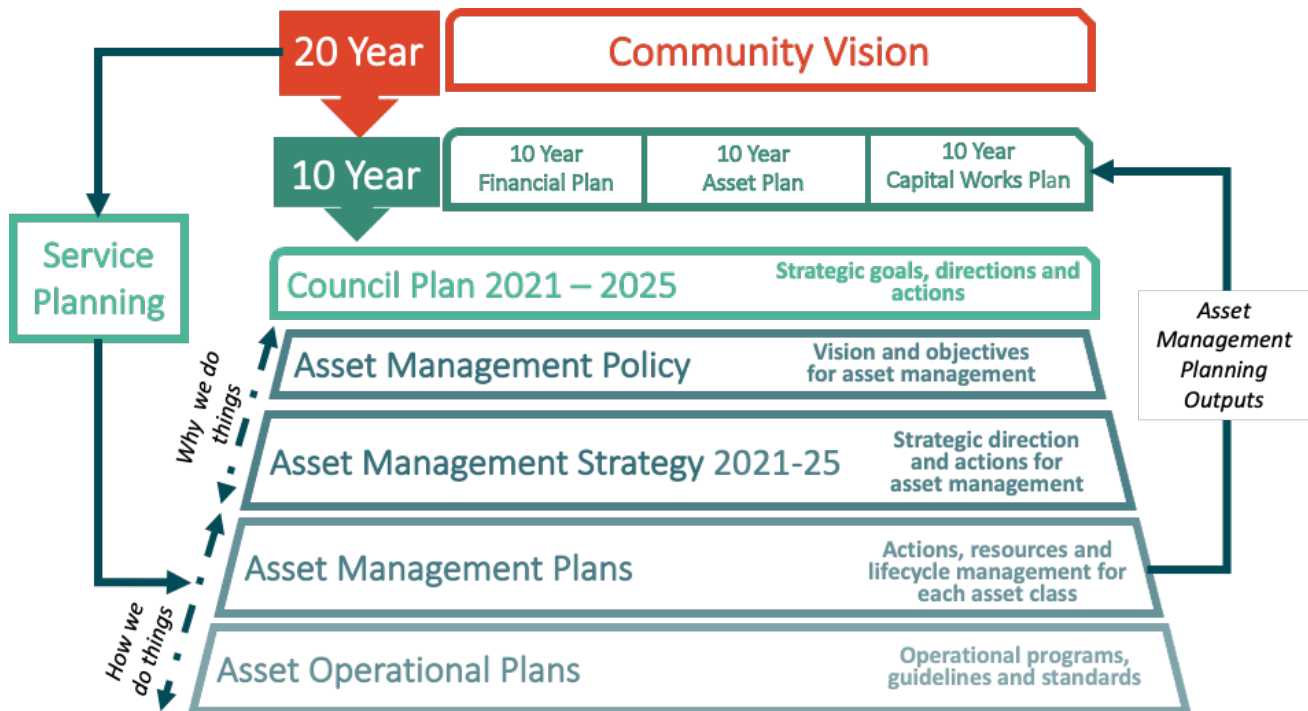 20 Year
Community Vision
10 Year
10 Year
Financial Plan
10 Year
Asset Plan
10 Year
Capital Works Plan
Service
Planning
Council Plan 2021 – 2025
Strategic goals, directions and
actions
Asset
Management
Planning
Outputs
Why we do
things
Asset Management Policy
Vision and objectives
for asset management
Asset Management Strategy 2021-25
Strategic direction
and actions for
asset management
How we
do things
Asset Management Plans
Actions, resources and
lifecycle management for
each asset class
Asset Operational Plans
Operational programs,
guidelines and standards